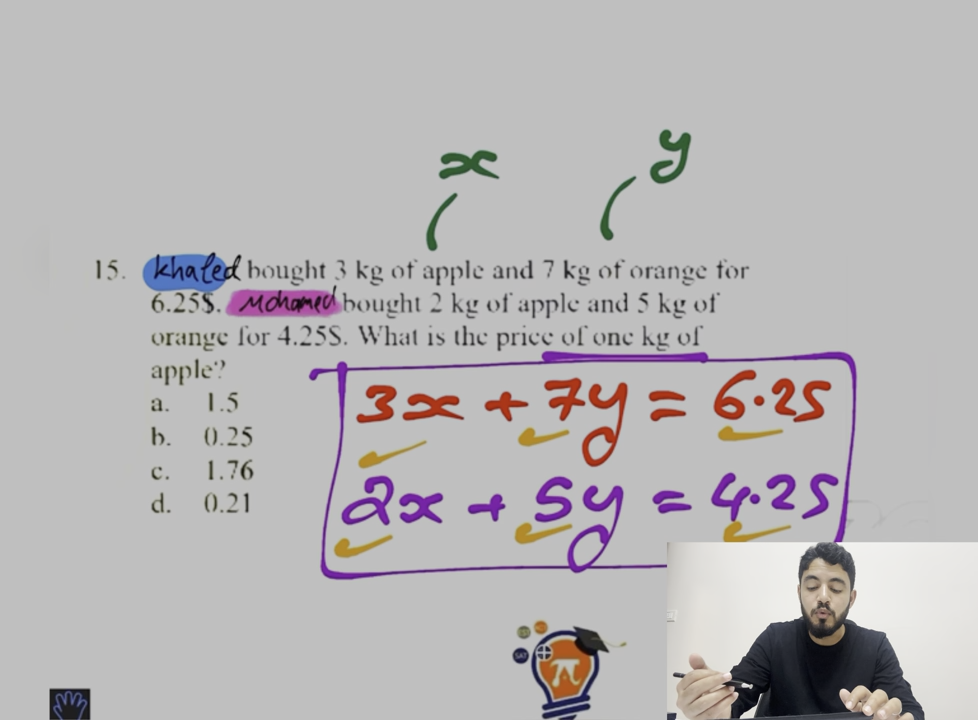 x y
15. Khaled bought 3 kg of apple and 7 kg of orange for
6.25$. Mohamed bought 2 kg of apple and 5 kg of
orange for 4.25$. What is the price of one kg of
apple?
3x + 7y = 6.25
a. 1.5
b. 0.25
c. 1.76
2x + 5y = 4.25
d. 0.21
SAT
π